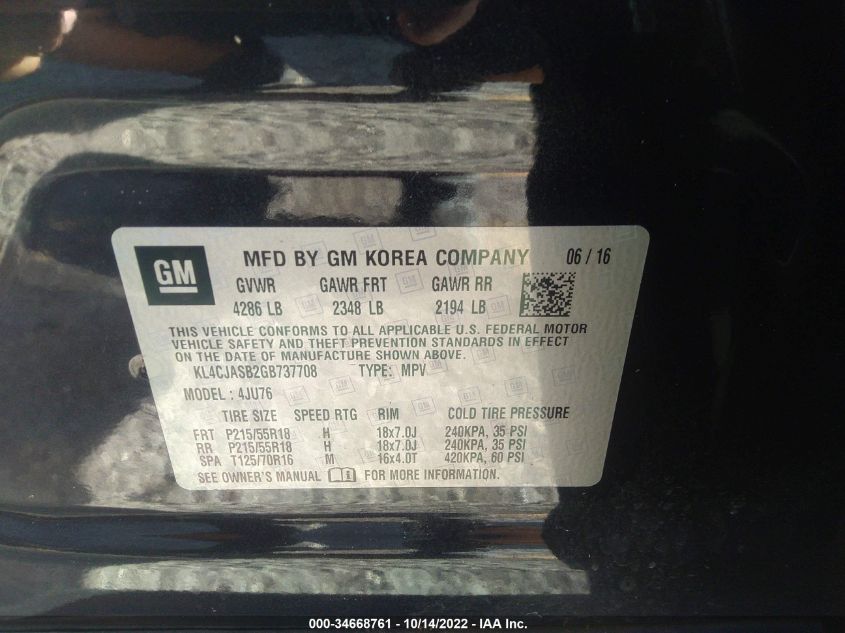 GM
MFD BY GM KOREA COMPANY 06 / 16
GVWR GAWR FRT GAWR RR
4286 LB 2348 LB 2194 LB
THIS VEHICLE CONFORMS TO ALL APPLICABLE U.S. FEDERAL MOTOR
VEHICLE SAFETY AND THEFT PREVENTION STANDARDS IN EFFECT
ON THE DATE OF MANUFACTURE SHOWN ABOVE.
KL4CJASB2GB737708 TYPE: MPV
MODEL : 4JU76
TIRE SIZE SPEED RTG RIM COLD TIRE PRESSURE
FRT P215/55R18 H 18x7.0J 240KPA, 35 PSI
RR P215/55R18 H 18x7.0J 240KPA, 35 PSI
SPA T125/70R16 M 16x4.0T 420KPA, 60 PSI
SEE OWNER'S MANUAL FOR MORE INFORMATION.
000-34668761 - 10/14/2022 - IAA Inc.